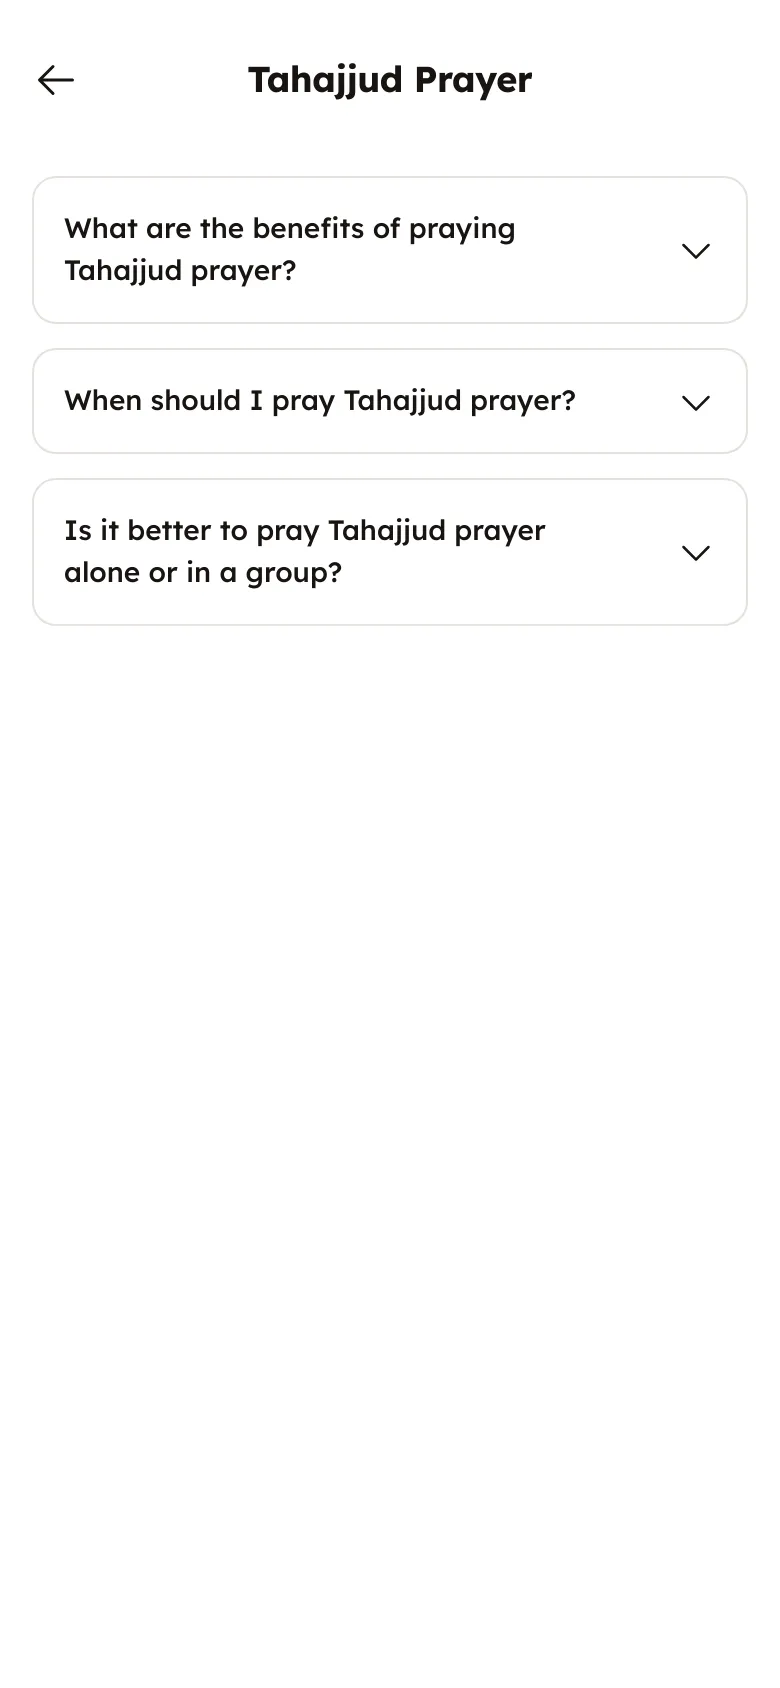 Tahajjud Prayer
What are the benefits of praying
Tahajjud prayer?
When should I pray Tahajjud prayer?
Is it better to pray Tahajjud prayer
alone or in a group?